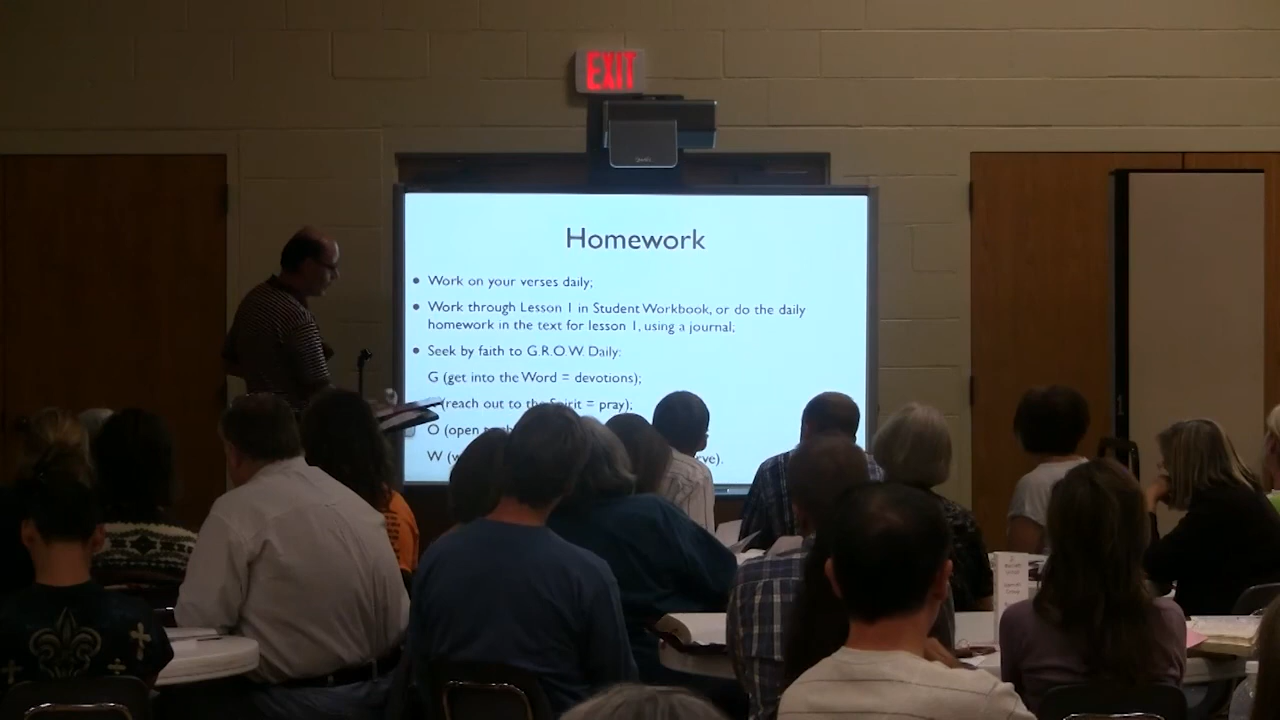 EXIT
Homework
• Work on your verses daily;
• Work through Lesson 1 in Student Workbook, or do the daily
homework in the text for lesson 1, using a journal;
• Seek by faith to G.R.O.W. Daily:
G (get into the Word = devotions);
(reach out to the Spirit = pray);
O (open
W